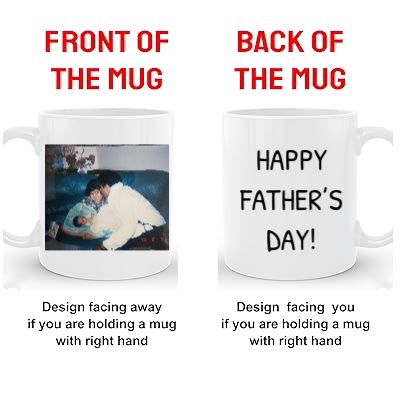 FRONT OF
THE MUG
BACK OF
THE MUG
HAPPY
FATHER'S
DAY!
Design facing away
if you are holding a mug
with right hand
Design facing you
if you are holding a mug
with right hand